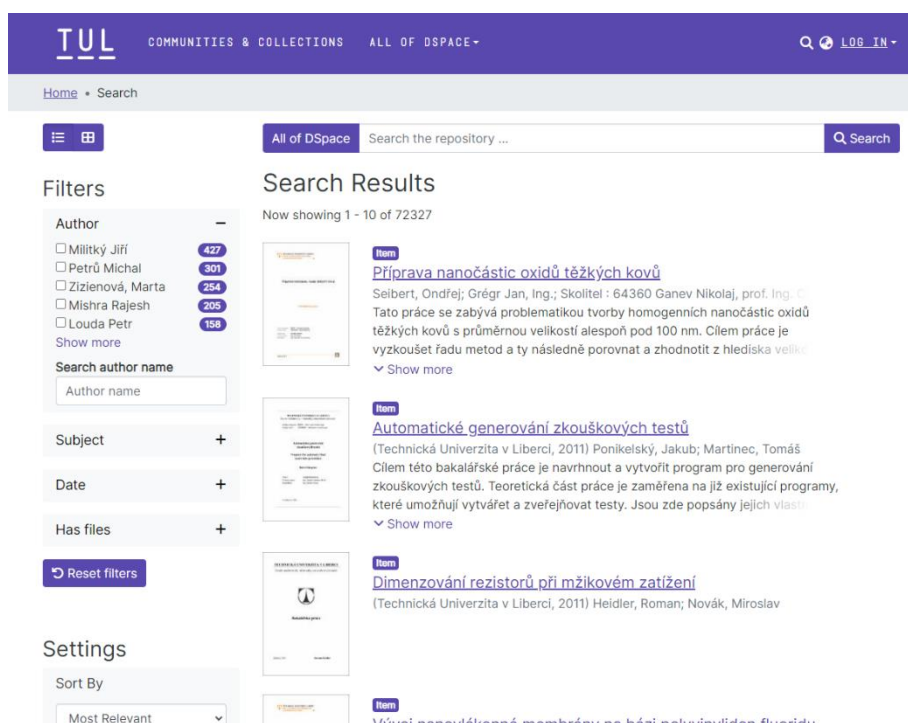 TUL
COMMUNITIES & COLLECTIONS
ALL OF DSPACE
LOG IN
Home • Search
All of DSpace
Search the repository ...
Search
Filters
Author
Militký Jiří 427
Petrů Michal 301
Zizienová, Marta 254
Mishra Rajesh 205
Louda Petr 158
Show more
Search author name
Author name
Subject
Date
Has files
Reset filters
Settings
Sort By
Most Relevant
Search Results
Now showing 1 - 10 of 72327
Item
Příprava nanočástic oxidů těžkých kovů
Seibert, Ondřej; Grégr Jan, Ing.; Skolitel : 64360 Ganev Nikolaj, prof. Ing.
Tato práce se zabývá problematikou tvorby homogenních nanočástic oxidů
těžkých kovů s průměrnou velikostí alespoň pod 100 nm. Cílem práce je
vyzkoušet řadu metod a ty následně porovnat a zhodnotit z hlediska
Show more
Item
Automatické generování zkouškových testů
(Technická Univerzita v Liberci, 2011) Ponikelský, Jakub; Martinec, Tomáš
Cílem této bakalářské práce je navrhnout a vytvořit program pro generování
zkouškových testů. Teoretická část práce je zaměřena na již existující programy,
které umožňují vytvářet a zveřejňovat testy. Jsou zde popsány jejich
Show more
Item
Dimenzování rezistorů při mžikovém zatížení
(Technická Univerzita v Liberci, 2011) Heidler, Roman; Novák, Miroslav
Item